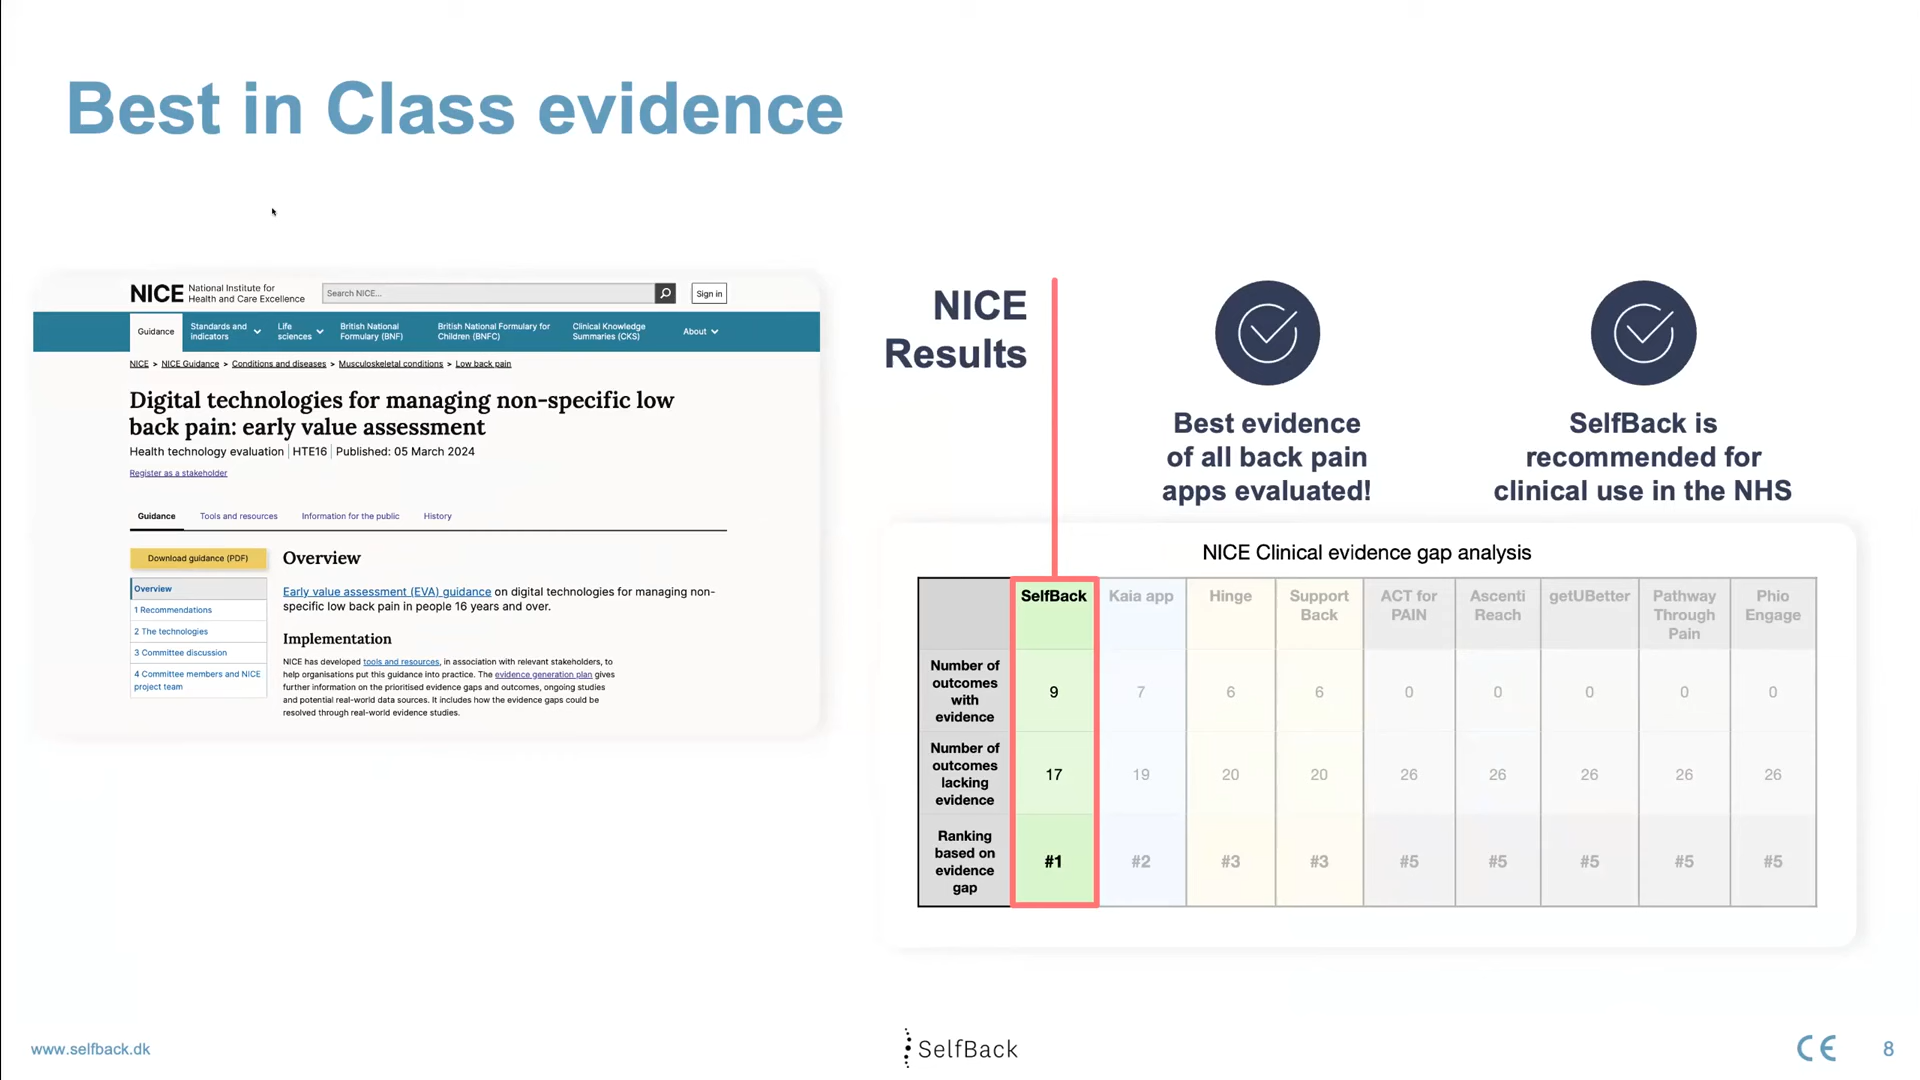 Best in Class evidence
NICE National Institute for
Health and Care Excellence
Search NICE...
Sign in
Guidance
Standards and
indicators
Life
sciences
British National
Formulary (BNF)
British National Formulary for
Children (BNFC)
Clinical Knowledge
Summaries (CKS)
About
NICE > NICE Guidance > Conditions and diseases > Musculoskeletal conditions > Low back pain
Digital technologies for managing non-specific low
back pain: early value assessment
Health technology evaluation | HTE16 | Published: 05 March 2024
Register as a stakeholder
Guidance Tools and resources Information for the public History
Download guidance (PDF)
Overview
1 Recommendations
2 The technologies
3 Committee discussion
4 Committee members and NICE
project team
Overview
Early value assessment (EVA) guidance on digital technologies for managing non-
specific low back pain in people 16 years and over.
Implementation
NICE has developed tools and resources, in association with relevant stakeholders, to
help organisations put this guidance into practice. The evidence generation plan gives
further information on the prioritised evidence gaps and outcomes, ongoing studies
and potential real-world data sources. It includes how the evidence gaps could be
resolved through real-world evidence studies.
NICE
Results
Best evidence
of all back pain
apps evaluated!
SelfBack is
recommended for
clinical use in the NHS
NICE Clinical evidence gap analysis
SelfBack
Kaia app
Hinge
Support
Back
ACT for
PAIN
Ascenti
Reach
getUBetter
Pathway
Through
Pain
Phio
Engage
Number of
outcomes
with
evidence
9 7 6 6 0 0 0 0 0
Number of
outcomes
lacking
evidence
17 19 20 20 26 26 26 26 26
Ranking
based on
evidence
gap
#1 #2 #3 #3 #5 #5 #5 #5 #5
www.selfback.dk
SelfBack
CE
8